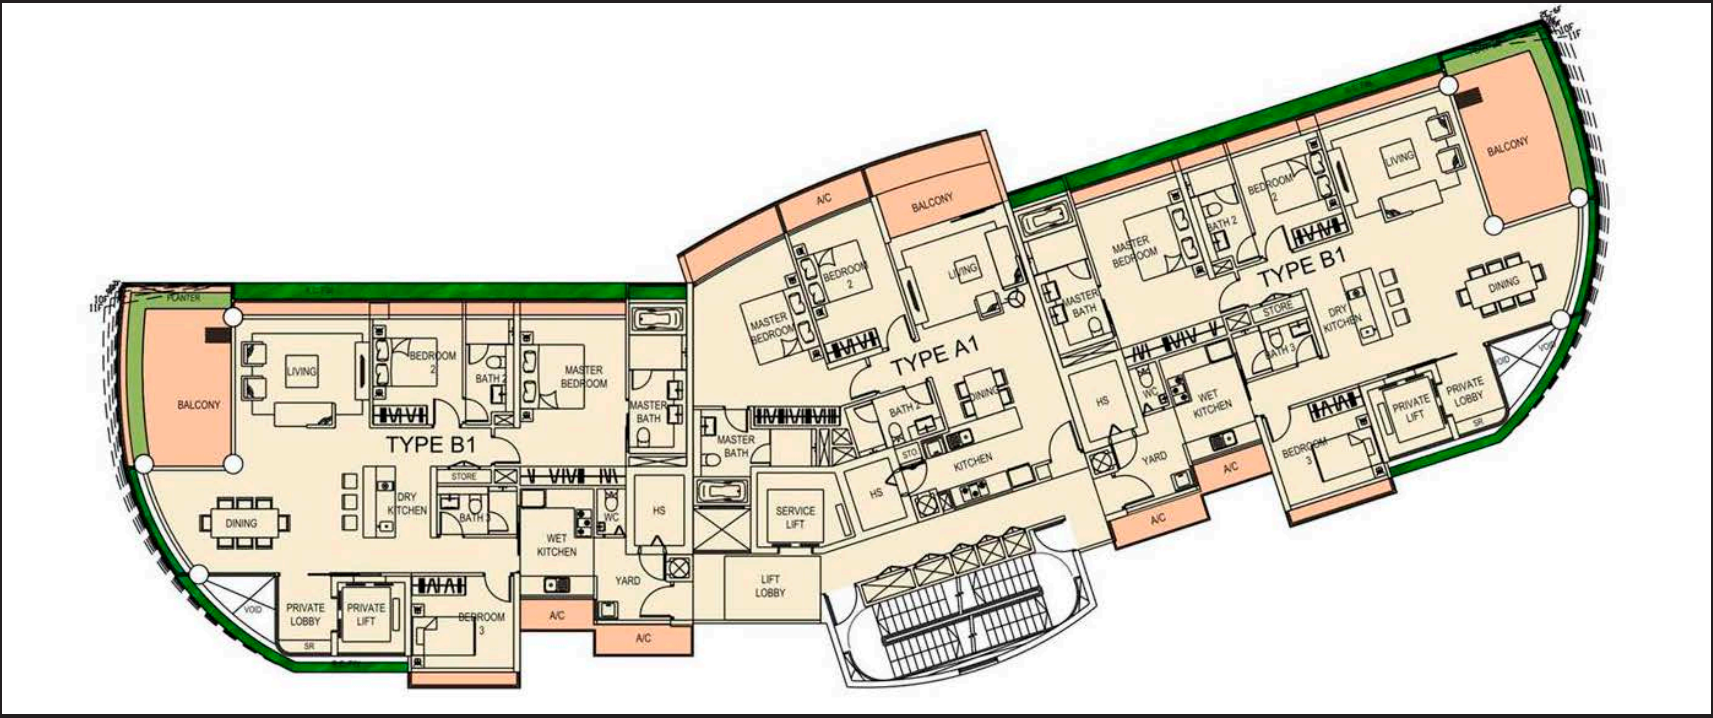 PLANTER
BALCONY
LIVING
BEDROOM
2
BATH 2
MASTER
BEDROOM
MASTER
BATH
TYPE B1
STORE
BATH 3
DRY
KITCHEN
DINING
WET
KITCHEN
WC
HS
YARD
VOID
PRIVATE
LOBBY
PRIVATE
LIFT
SR
BEDROOM
3
A/C
A/C
A/C
BALCONY
BEDROOM
2
LIVING
MASTER
BEDROOM
TYPE A1
DINING
BATH 2
MASTER
BATH
STO.
KITCHEN
HS
SERVICE
LIFT
LIFT
LOBBY
11F
BALCONY
LIVING
BEDROOM
2
BATH 2
MASTER
BEDROOM
MASTER
BATH
TYPE B1
DINING
STORE
DRY
KITCHEN
BATH 3
HS
WC
WET
KITCHEN
YARD
VOID
VOID
PRIVATE
LOBBY
PRIVATE
LIFT
SR
BEDROOM
3
A/C
A/C